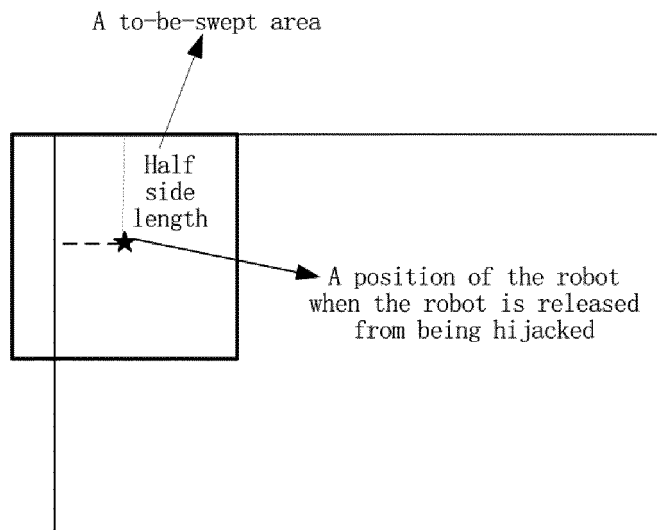 A to-be-swept area
Half
side
length
A position of the robot
when the robot is released
from being hijacked